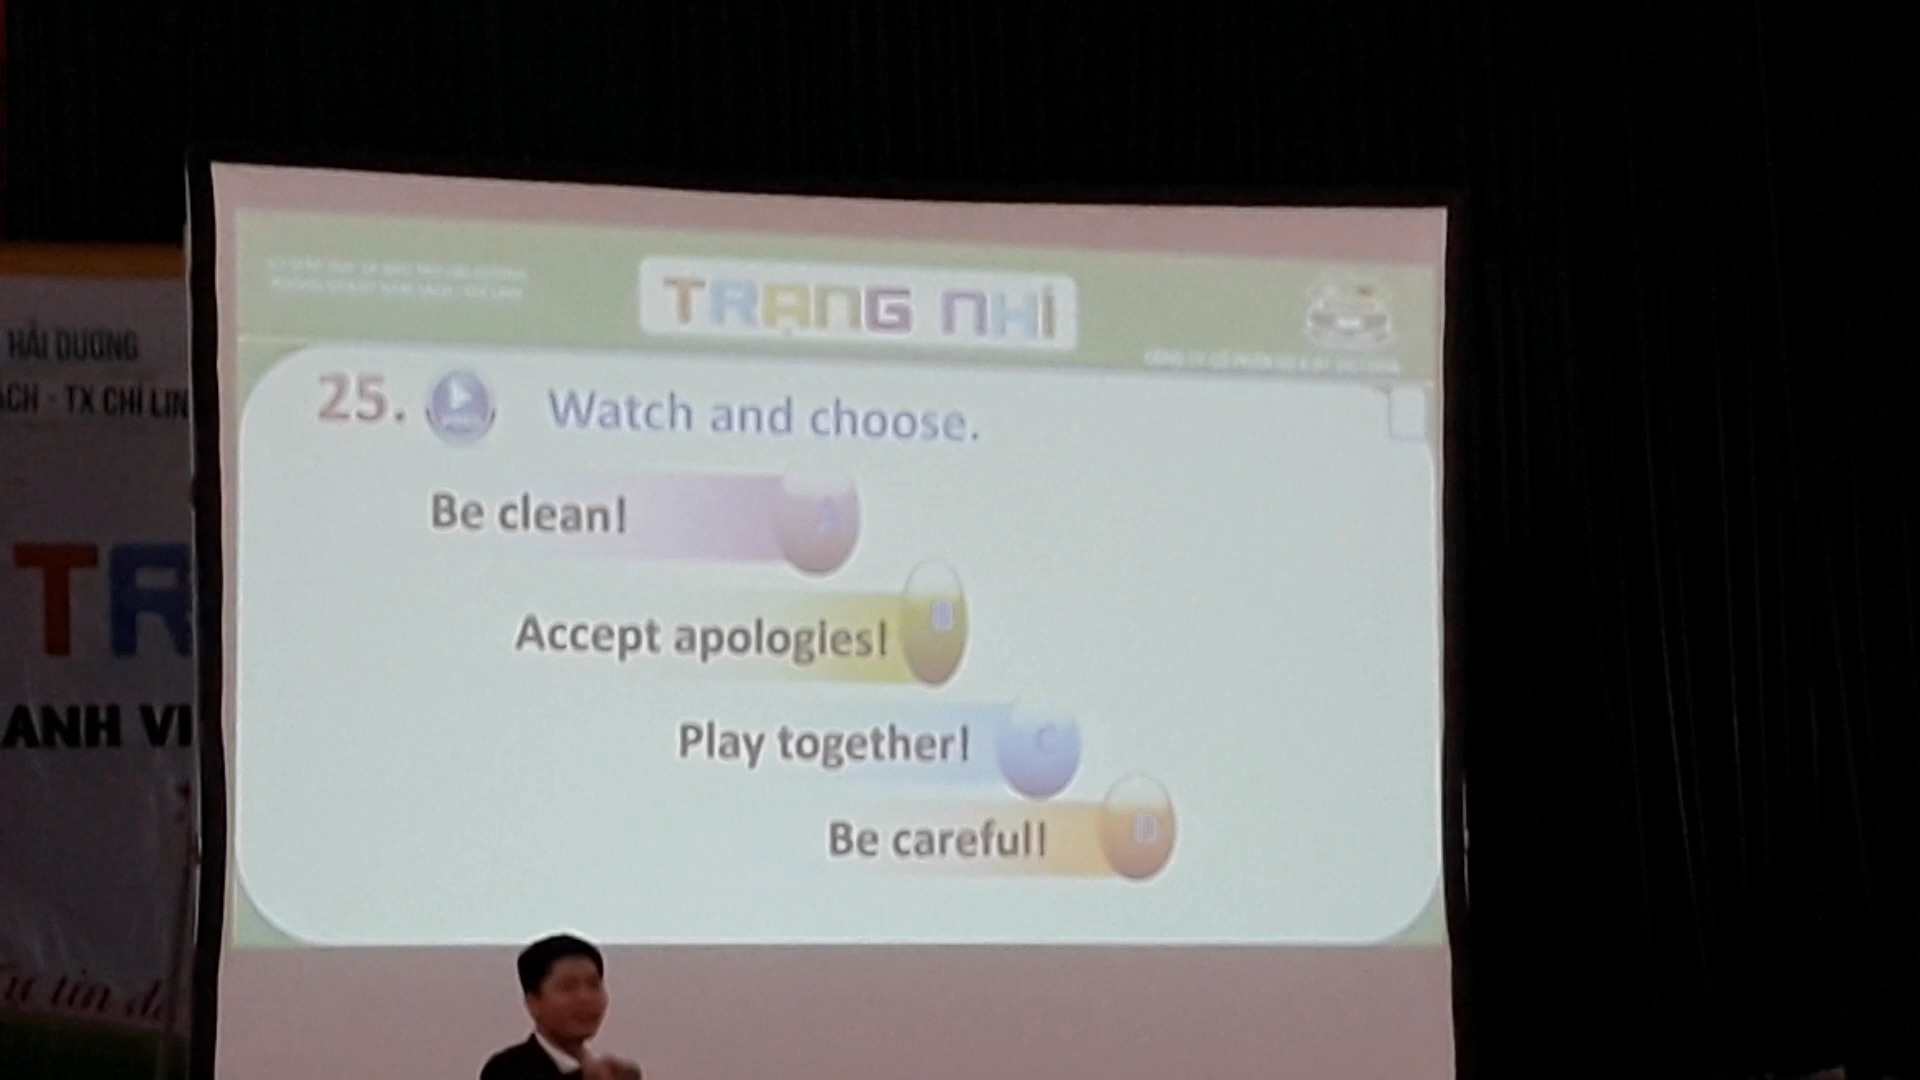 TRẠNG NHÍ
25. Watch and choose.
Be clean! A
Accept apologies! B
Play together! C
Be careful! D
HẢI DƯƠNG
ACH - TX CHÍ LIN
TR
ANH VI